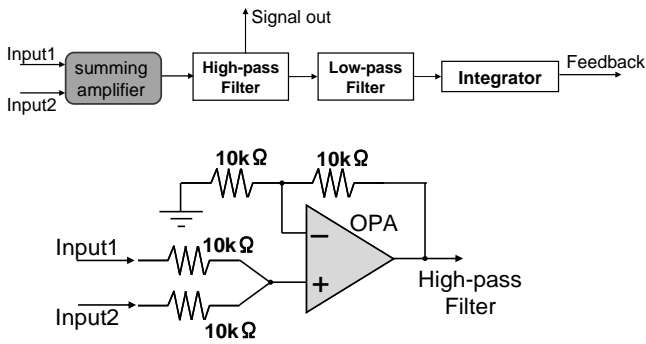 Signal out
Input1
Input2
summing
amplifier
High-pass
Filter
Low-pass
Filter
Integrator
Feedback
10kΩ
10kΩ
OPA
Input1
10kΩ
Input2
10kΩ
−
+
High-pass
Filter